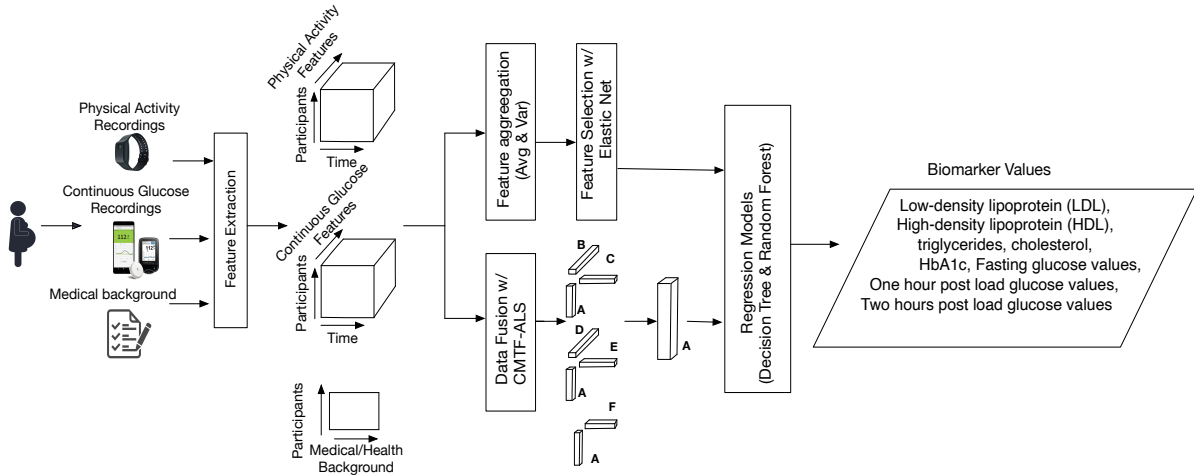 Physical Activity
Recordings
Continuous Glucose
Recordings
112
112
Medical background
Feature Extraction
Physical Activity
Features
Participants
Time
Continuous Glucose
Features
Participants
Time
Participants
Medical/Health
Background
Feature aggreegation
(Avg & Var)
Feature Selection w/
Elastic Net
Data Fusion w/
CMTF-ALS
B
C
A
D
E
A
F
A
A
Regression Models
(Decision Tree & Random Forest)
Biomarker Values
Low-density lipoprotein (LDL),
High-density lipoprotein (HDL),
triglycerides, cholesterol,
HbA1c, Fasting glucose values,
One hour post load glucose values,
Two hours post load glucose values